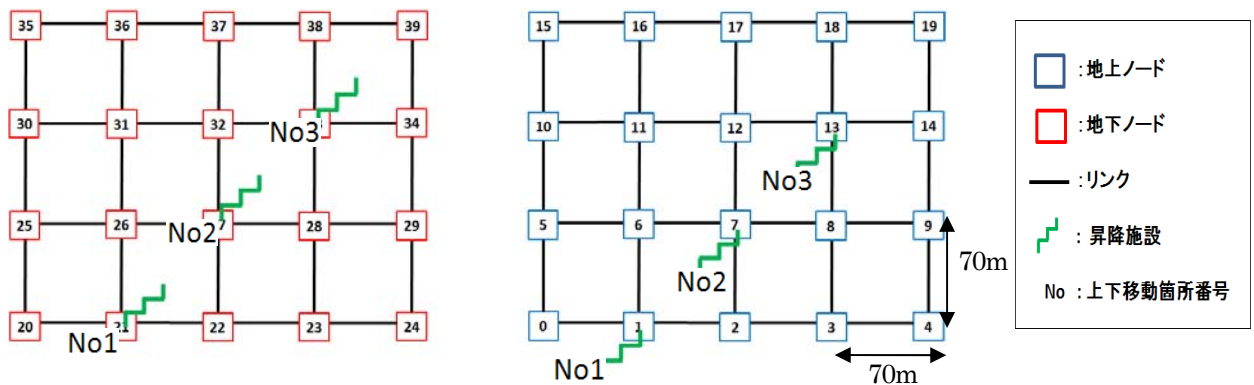 35 36 37 38 39
30 31 32 34
No3
25 26 7 28 29
No2
20 22 23 24
No1
15 16 17 18 19
10 11 12 13 14
No3
5 6 7 8 9
No2
70m
0 1 2 3 4
No1
70m
:地上ノード
:地下ノード
:リンク
:昇降施設
No :上下移動箇所番号